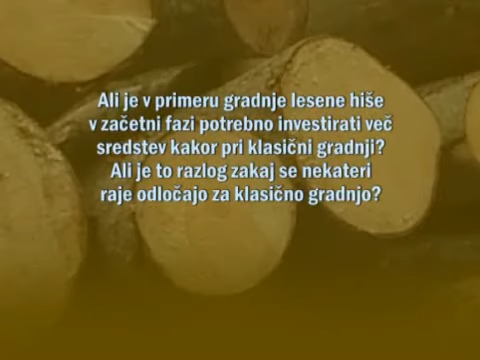 Ali je v primeru gradnje lesene hiše
v začetni fazi potrebno investirati več
sredstev kakor pri klasični gradnji?
Ali je to razlog zakaj se nekateri
raje odločajo za klasično gradnjo?